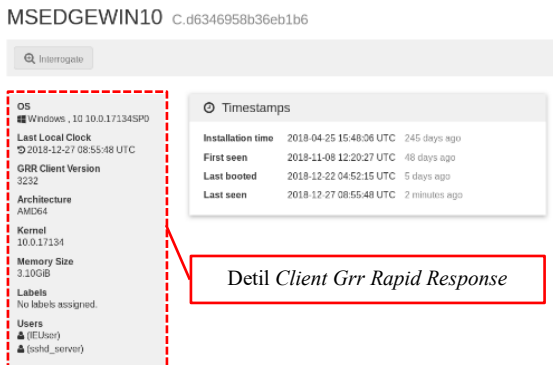 MSEDGEWIN10 C.d6346958b36eb1b6
Interrogate
OS
Windows , 10 10.0.17134SP0
Last Local Clock
2018-12-27 08:55:48 UTC
GRR Client Version
3232
Architecture
AMD64
Kernel
10.0.17134
Memory Size
3.10GiB
Labels
No labels assigned.
Users
(IEUser)
(sshd_server)
Timestamps
Installation time 2018-04-25 15:48:06 UTC 245 days ago
First seen 2018-11-08 12:20:27 UTC 48 days ago
Last booted 2018-12-22 04:52:15 UTC 5 days ago
Last seen 2018-12-27 08:55:48 UTC 2 minutes ago
Detil Client Grr Rapid Response